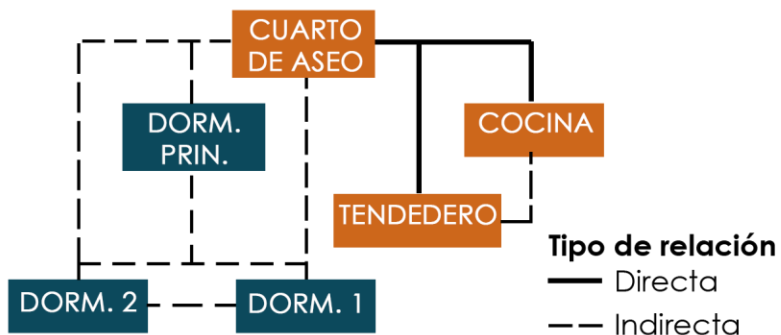 CUARTO
DE ASEO
DORM.
PRIN.
COCINA
TENDEDERO
DORM. 2
DORM. 1
Tipo de relación
Directa
Indirecta